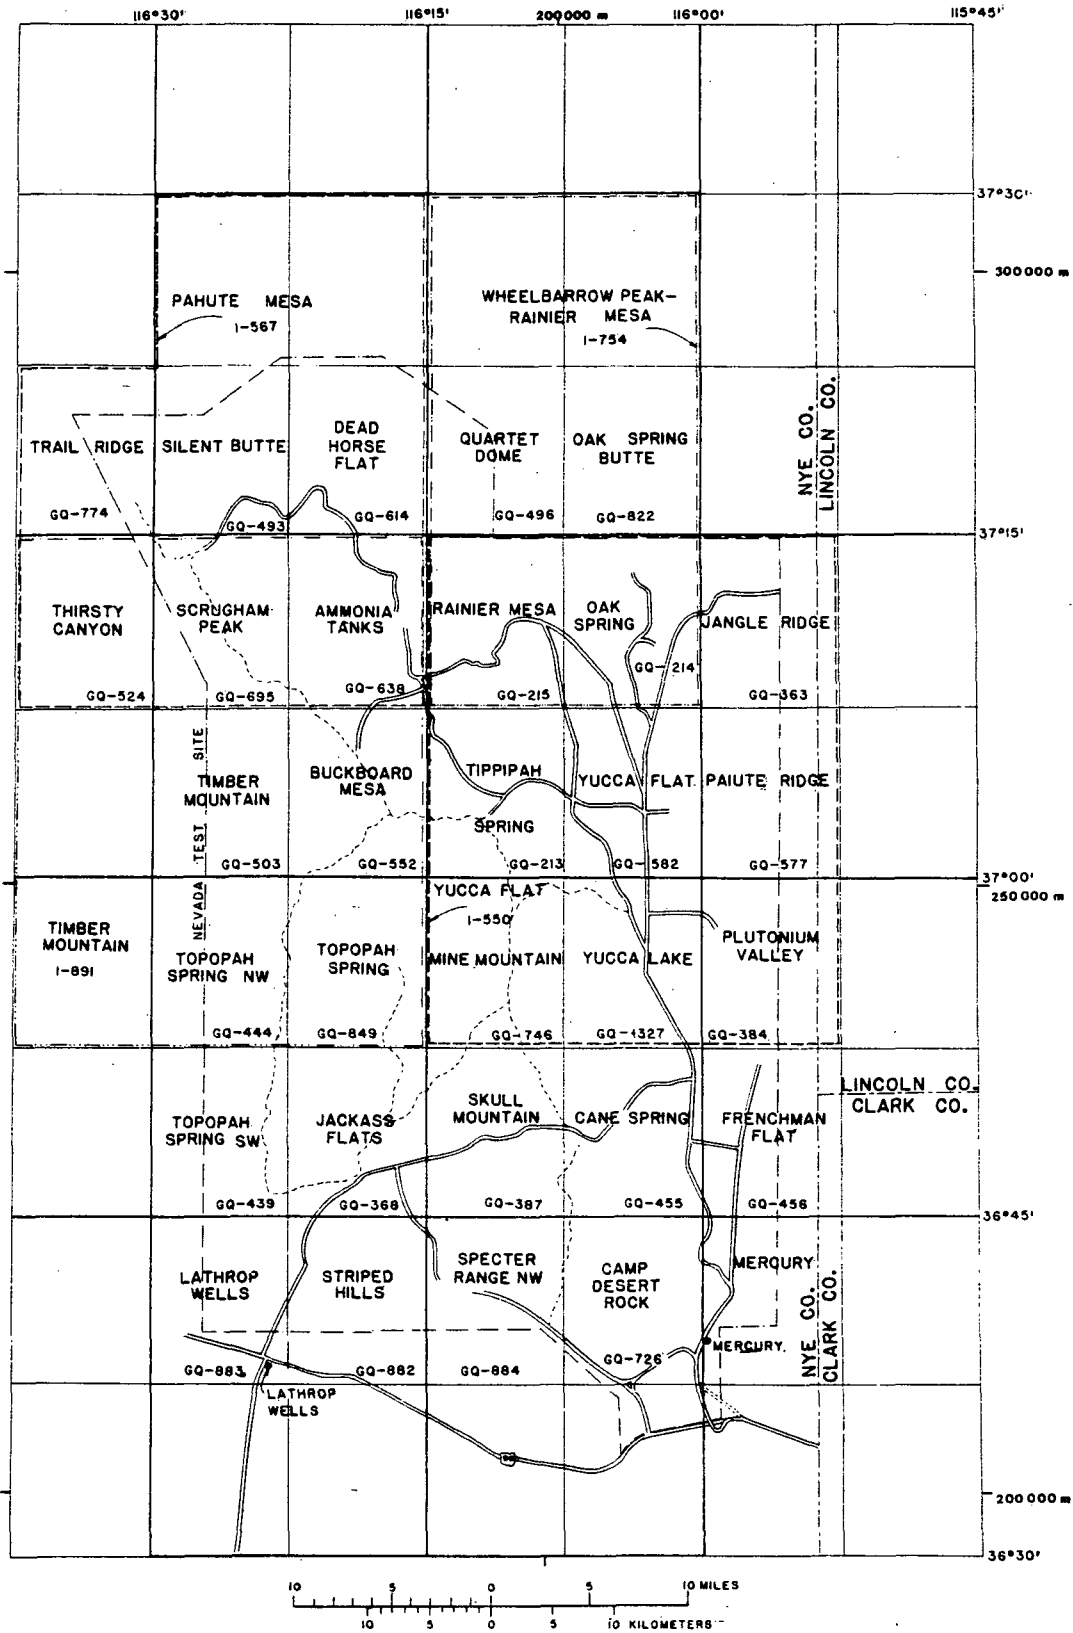 116°30' 116°15' 200000 m 116°00' 115°45'
37°30'
300000 m
PAHUTE MESA
I-567
WHEELBARROW PEAK-
RAINIER MESA
I-754
NYE CO.
LINCOLN CO.
TRAIL RIDGE
GQ-774
SILENT BUTTE
GQ-493
DEAD
HORSE
FLAT
GQ-614
QUARTET
DOME
GQ-496
OAK SPRING
BUTTE
GQ-822
37°15'
THIRSTY
CANYON
GQ-524
SCRUGHAM
PEAK
GQ-695
AMMONIA
TANKS
GQ-638
RAINIER MESA
GQ-215
OAK
SPRING
GQ-214
JANGLE RIDGE
GQ-363
NEVADA TEST SITE
TIMBER
MOUNTAIN
GQ-503
BUCKBOARD
MESA
GQ-552
TIPPIPAH
SPRING
GQ-213
YUCCA FLAT
GQ-582
PAIUTE RIDGE
GQ-577
37°00'
250000 m
YUCCA FLAT
I-550
TIMBER
MOUNTAIN
I-891
TOPOPAH
SPRING NW
GQ-444
TOPOPAH
SPRING
GQ-849
MINE MOUNTAIN
GQ-746
YUCCA LAKE
GQ-1327
PLUTONIUM
VALLEY
GQ-384
LINCOLN CO.
CLARK CO.
TOPOPAH
SPRING SW
GQ-439
JACKASS
FLATS
GQ-368
SKULL
MOUNTAIN
GQ-387
CANE SPRING
GQ-455
FRENCHMAN
FLAT
GQ-456
36°45'
LATHROP
WELLS
GQ-883
STRIPED
HILLS
GQ-882
SPECTER
RANGE NW
GQ-884
CAMP
DESERT
ROCK
GQ-726
MERCURY
MERCURY
NYE CO.
CLARK CO.
LATHROP
WELLS
200000 m
36°30'
10 5 0 5 10 MILES
10 5 0 5 10 KILOMETERS